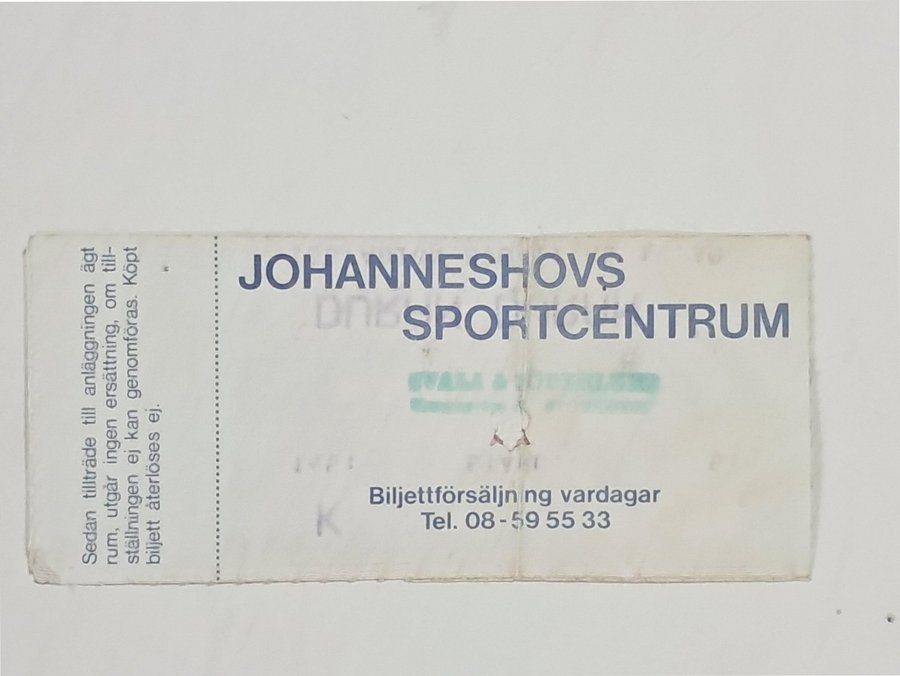 Sedan tillträde till anläggningen ägt
rum, utgår ingen ersättning, om till-
ställningen ej kan genomföras. Köpt
biljett återlöses ej.
JOHANNESHOVS
SPORTCENTRUM
Biljettförsäljning vardagar
Tel. 08-59 55 33
K